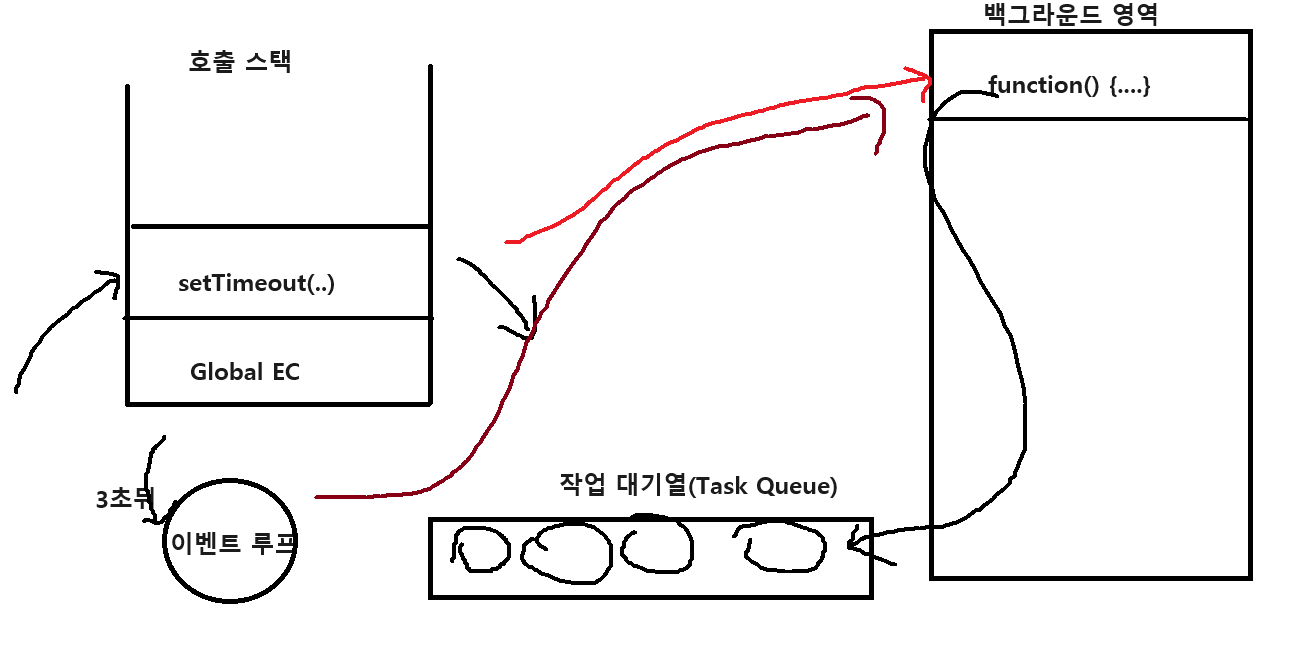 백그라운드 영역
호출 스택
function() {....}
setTimeout(..)
Global EC
작업 대기열(Task Queue)
3초뒤
이벤트 루프